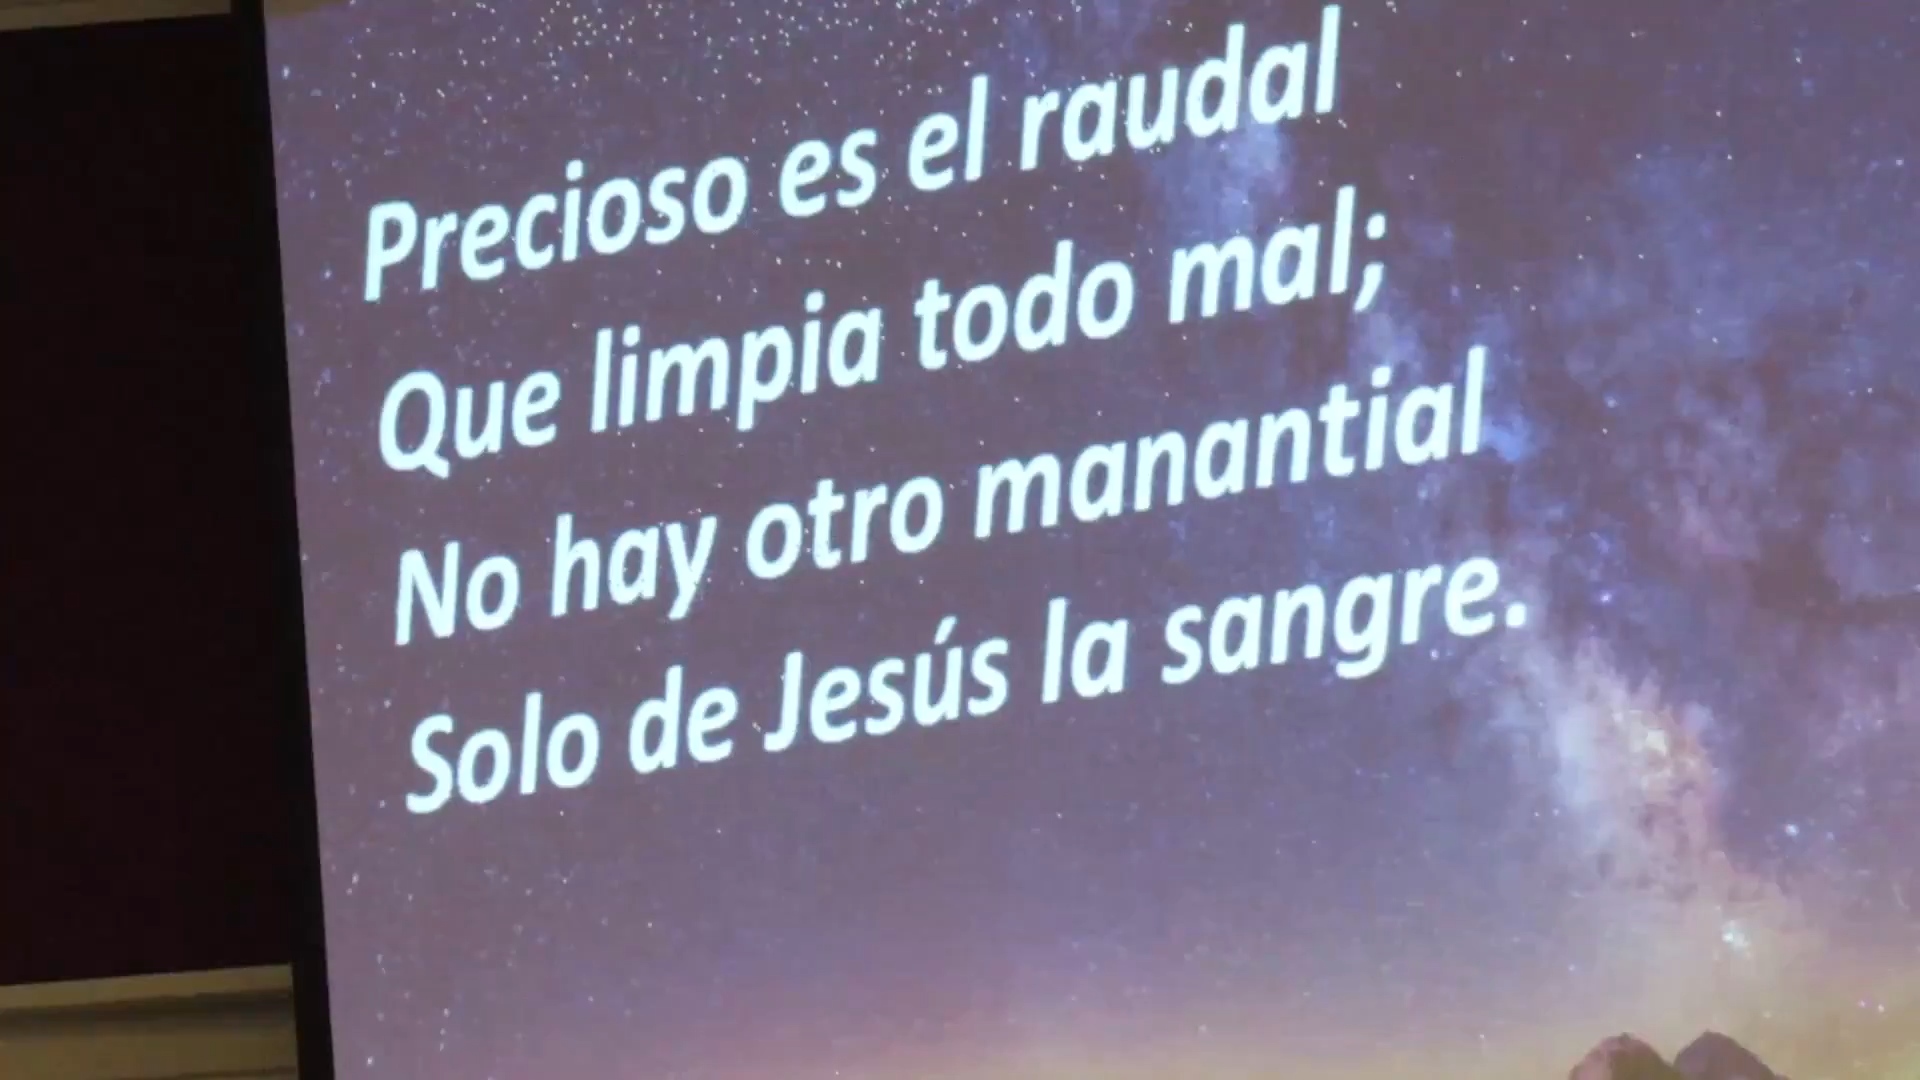 Precioso es el raudal
Que limpia todo mal;
No hay otro manantial
Solo de Jesús la sangre.